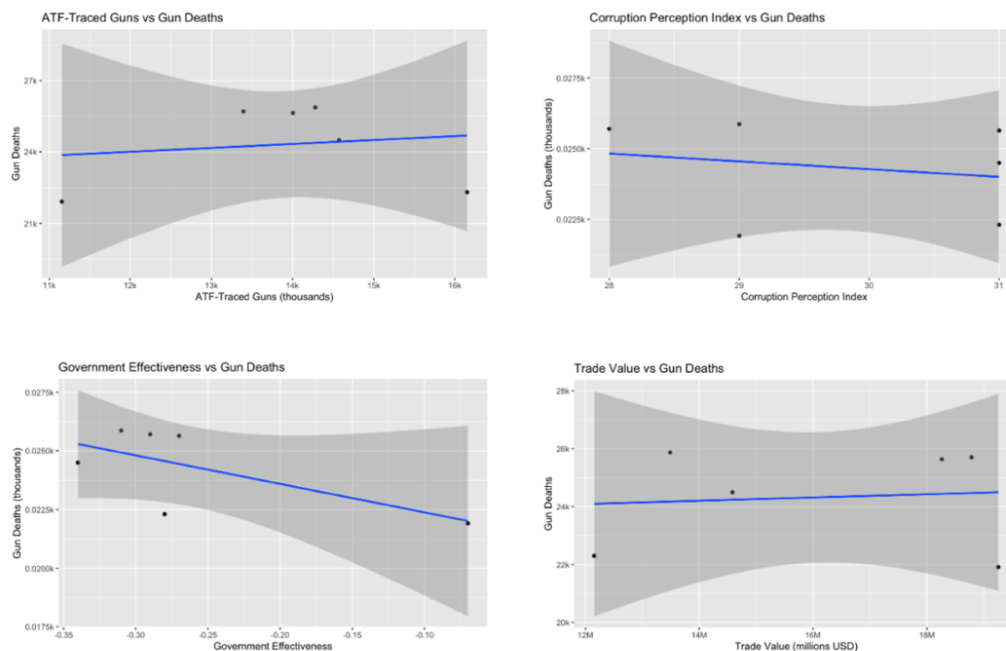 ATF-Traced Guns vs Gun Deaths
27k
24k
21k
Gun Deaths
11k 12k 13k 14k 15k 16k
ATF-Traced Guns (thousands)
Corruption Perception Index vs Gun Deaths
0.0275k
0.0250k
0.0225k
Gun Deaths (thousands)
28 29 30 31
Corruption Perception Index
Government Effectiveness vs Gun Deaths
0.0275k
0.0250k
0.0225k
0.0200k
0.0175k
Gun Deaths (thousands)
-0.35 -0.30 -0.25 -0.20 -0.15 -0.10
Government Effectiveness
Trade Value vs Gun Deaths
28k
26k
24k
22k
20k
Gun Deaths
12M 14M 16M 18M
Trade Value (millions USD)